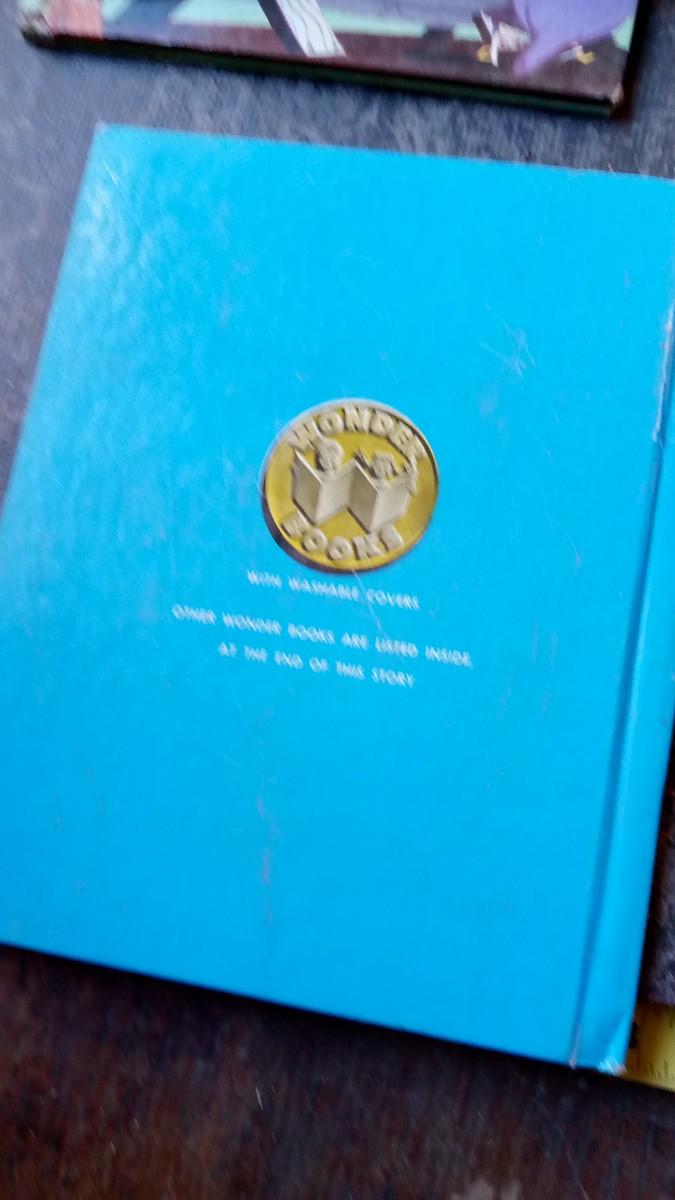 WONDER
BOOKS
WITH WASHABLE COVERS
OTHER WONDER BOOKS ARE LISTED INSIDE,
AT THE END OF THIS STORY